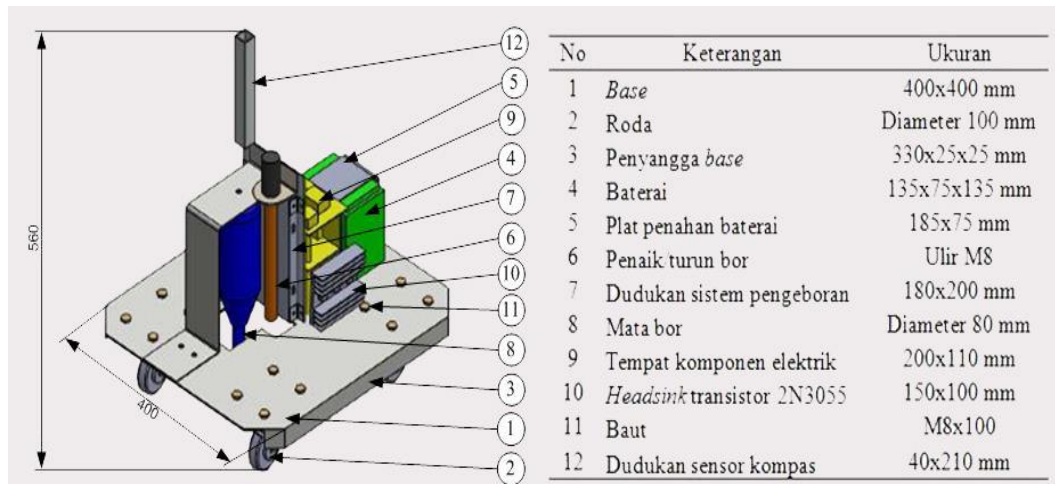 560
400
12
5
9
4
7
6
10
11
8
3
1
2
No Keterangan Ukuran
1 Base 400x400 mm
2 Roda Diameter 100 mm
3 Penyangga base 330x25x25 mm
4 Baterai 135x75x135 mm
5 Plat penahan baterai 185x75 mm
6 Penaik/turun bor Ulir M8
7 Dudukan sistem pengeboran 180x200 mm
8 Mata bor Diameter 80 mm
9 Tempat komponen elektrik 200x110 mm
10 Headsink transistor 2N3055 150x100 mm
11 Baut M8x100
12 Dudukan sensor kompas 40x210 mm